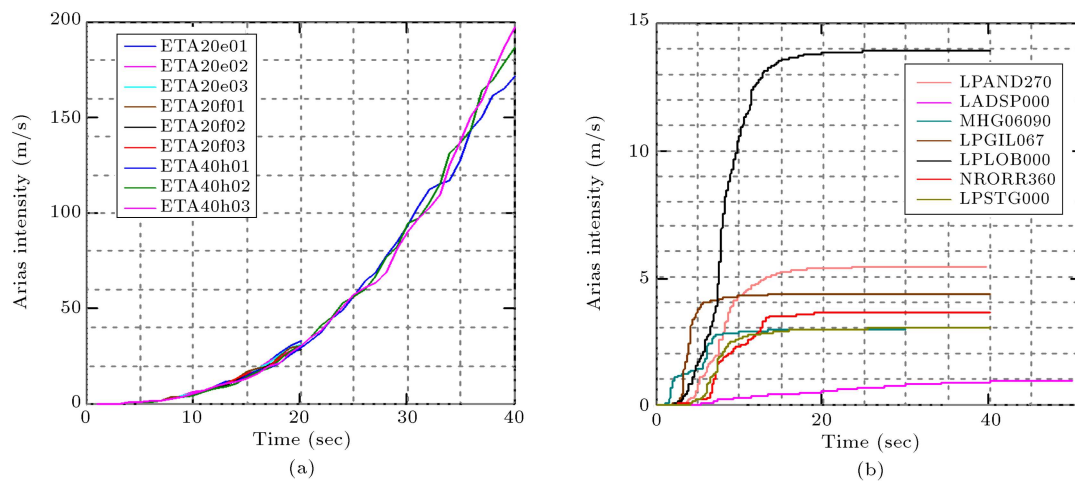 200
150
100
50
0
Arias intensity (m/s)
ETA20e01
ETA20e02
ETA20e03
ETA20f01
ETA20f02
ETA20f03
ETA40h01
ETA40h02
ETA40h03
0 10 20 30 40
Time (sec)
(a)
15
10
5
0
Arias intensity (m/s)
LPAND270
LADSP000
MHG06090
LPGIL067
LPLOB000
NRORR360
LPSTG000
0 20 40
Time (sec)
(b)